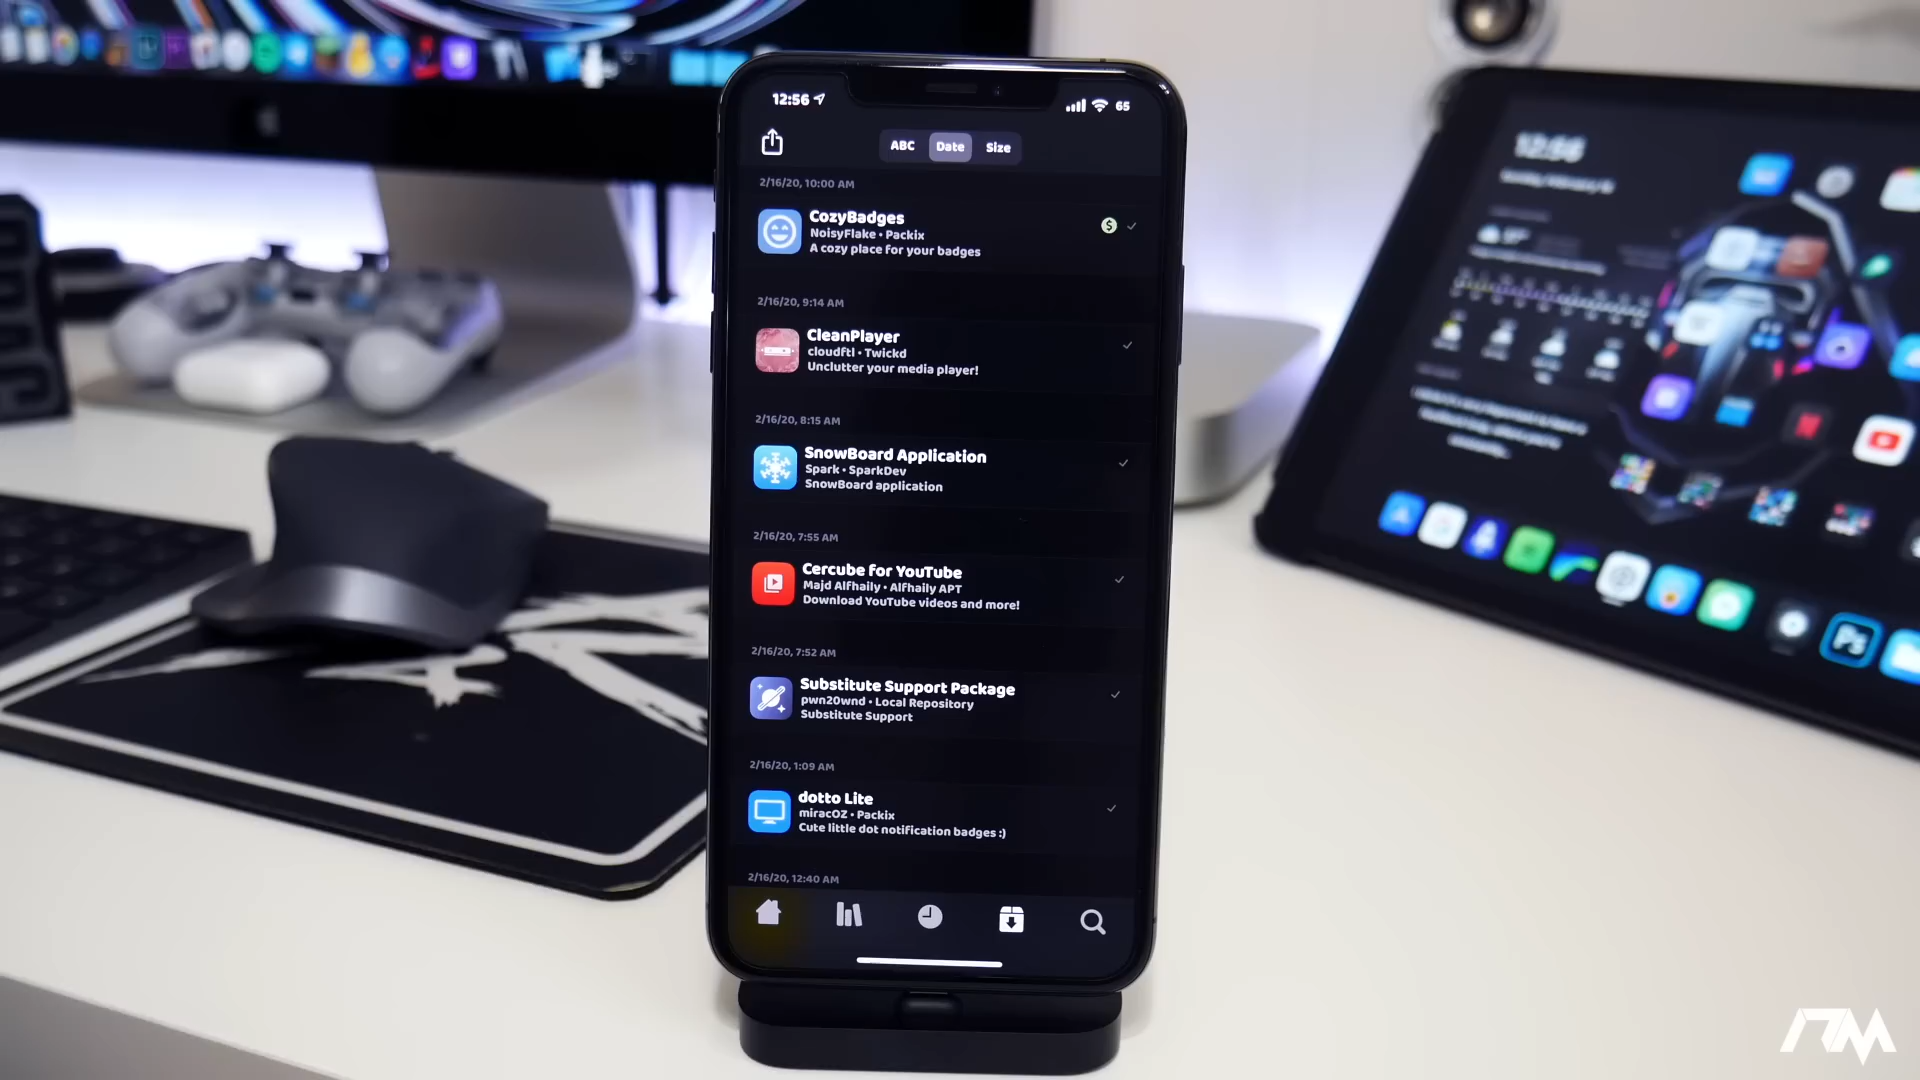 12:56
65
ABC
Date
Size
2/16/20, 10:00 AM
CozyBadges
NoisyFlake • Packix
A cozy place for your badges
2/16/20, 9:14 AM
CleanPlayer
cloudftl • Twickd
Unclutter your media player!
2/16/20, 8:15 AM
SnowBoard Application
Spark • SparkDev
SnowBoard application
2/16/20, 7:55 AM
Cercube for YouTube
Majd Alfhaily • Alfhaily APT
Download YouTube videos and more!
2/16/20, 7:52 AM
Substitute Support Package
pwn20wnd • Local Repository
Substitute Support
2/16/20, 1:09 AM
dotto Lite
miracOZ • Packix
Cute little dot notification badges :)
2/16/20, 12:40 AM
12:56
Ps